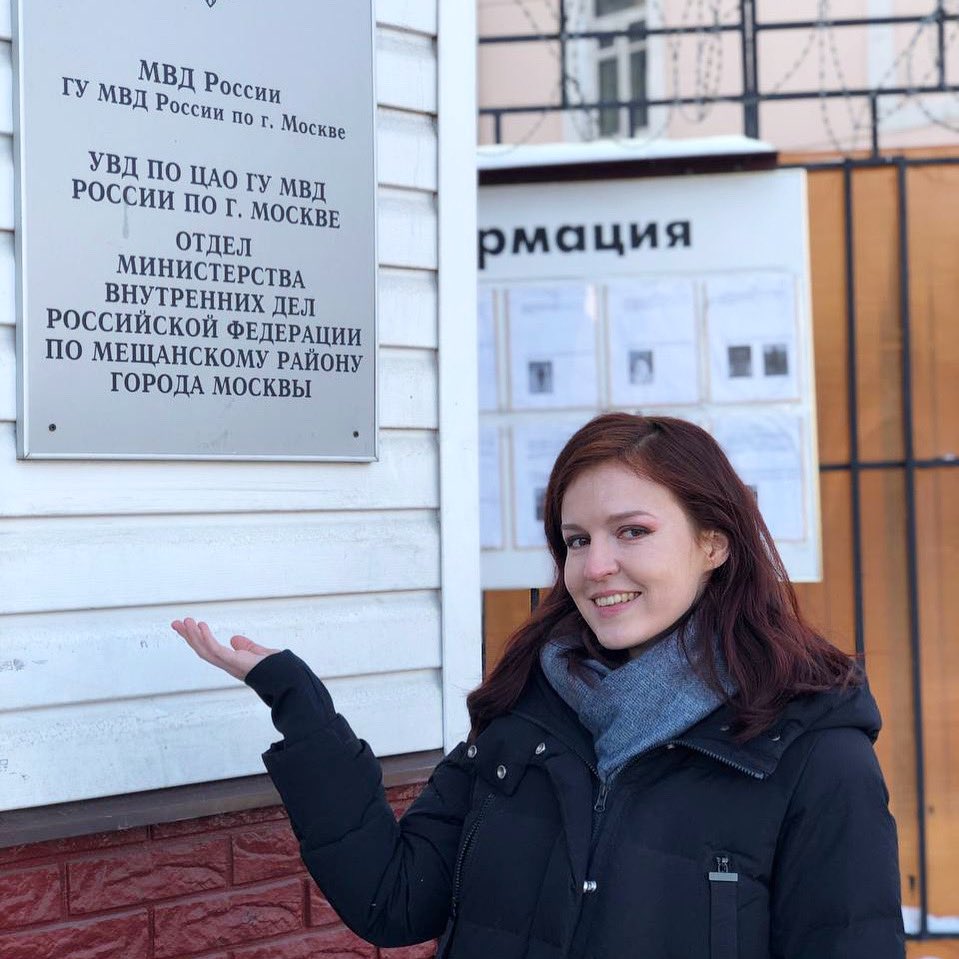 МВД России
ГУ МВД России по г. Москве
УВД ПО ЦАО ГУ МВД
РОССИИ ПО Г. МОСКВЕ
ОТДЕЛ
МИНИСТЕРСТВА
ВНУТРЕННИХ ДЕЛ
РОССИЙСКОЙ ФЕДЕРАЦИИ
ПО МЕЩАНСКОМУ РАЙОНУ
ГОРОДА МОСКВЫ
рмация